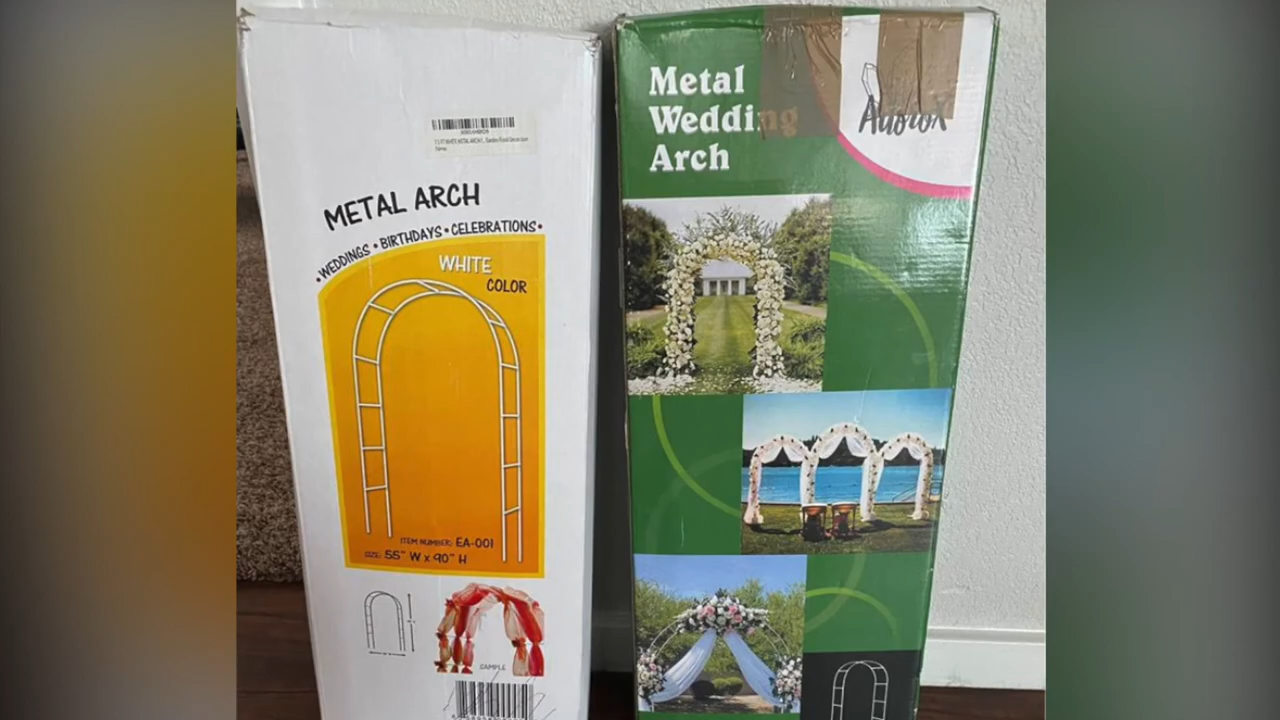 METAL ARCH
• WEDDINGS • BIRTHDAYS • CELEBRATIONS •
WHITE
COLOR
ITEM NUMBER: EA-001
SIZE: 55" W x 90" H
SAMPLE
Metal
Wedding
Arch